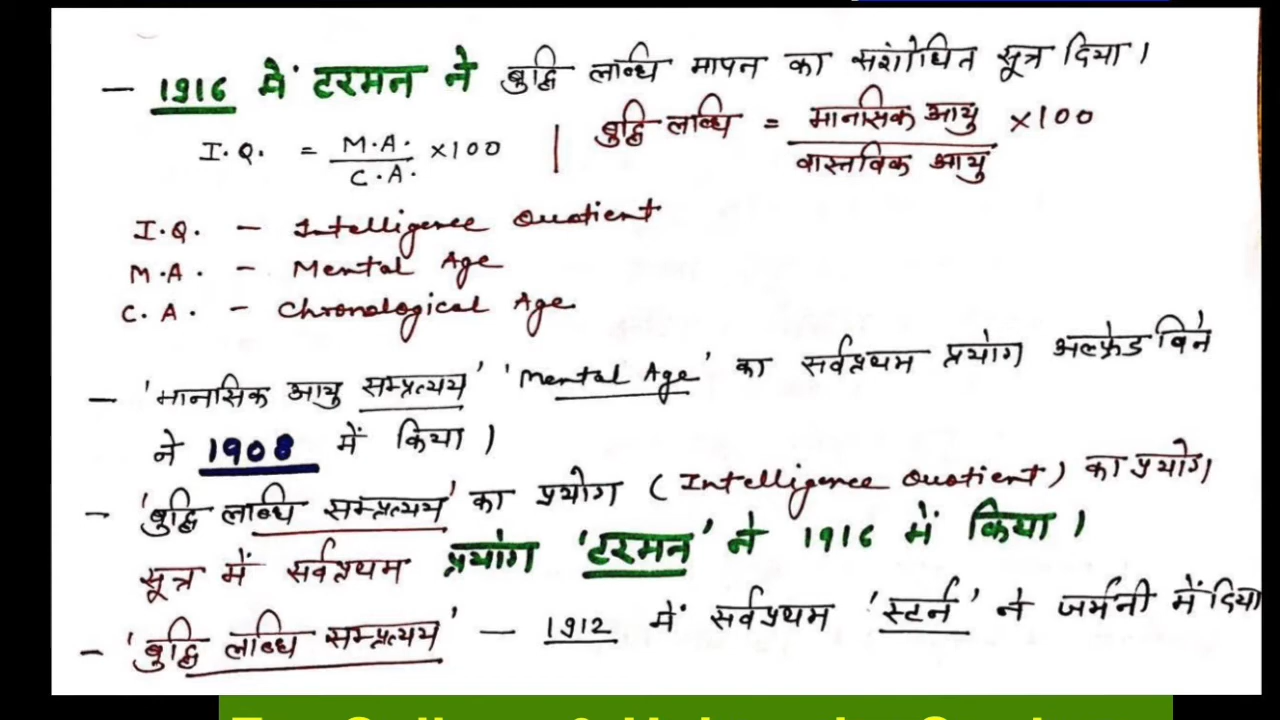 — 1916 में टरमन ने बुद्धि लब्धि मापन का संशोधित सूत्र दिया।
I.Q. = M.A. / C.A. ×100 | बुद्धि लब्धि = मानसिक आयु / वास्तविक आयु ×100
I.Q. — Intelligence Quotient
M.A. — Mental Age
C.A. — Chronological Age
— 'मानसिक आयु सम्प्रत्यय' 'Mental Age' का सर्वप्रथम प्रयोग अल्फ्रेड बिने
ने 1908 में किया।
— 'बुद्धि लब्धि सम्प्रत्यय' का प्रयोग (Intelligence Quotient) का प्रयोग
सूत्र में सर्वप्रथम प्रयोग 'टरमन' ने 1916 में किया।
— 'बुद्धि लब्धि सम्प्रत्यय' — 1912 में सर्वप्रथम 'स्टर्न' ने जर्मनी में दिया